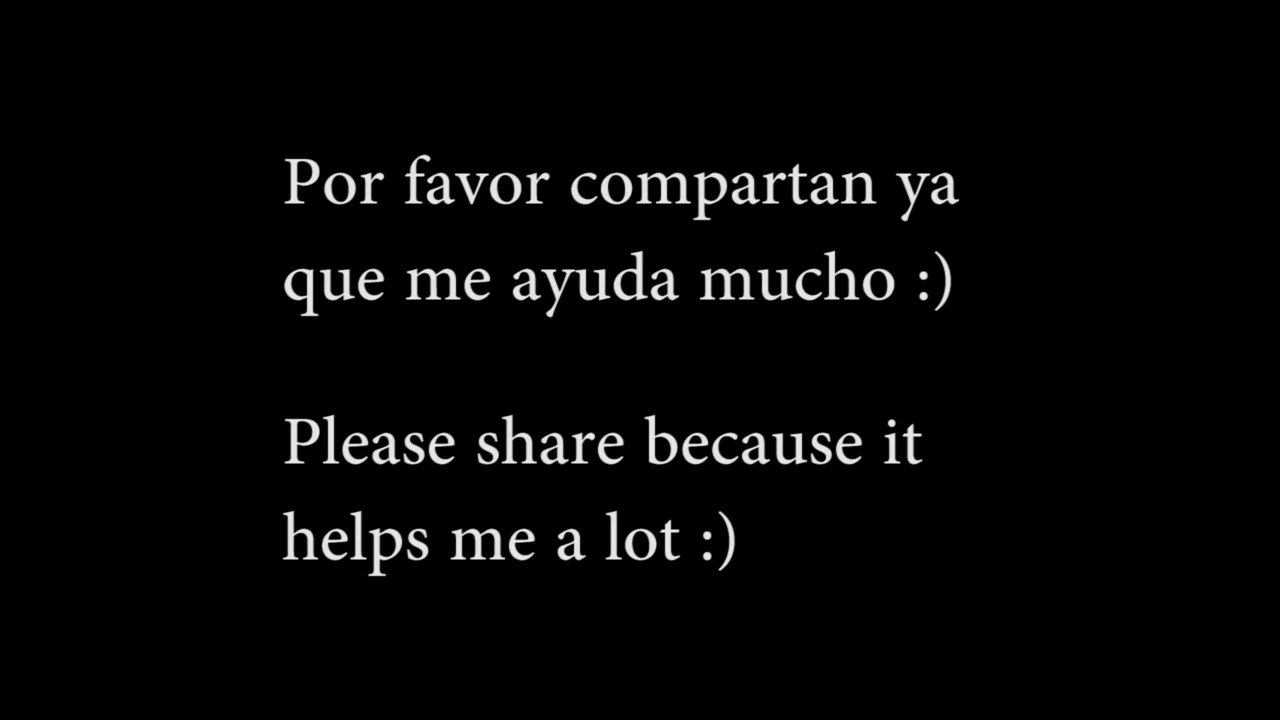 Por favor compartan ya
que me ayuda mucho :)
Please share because it
helps me a lot :)